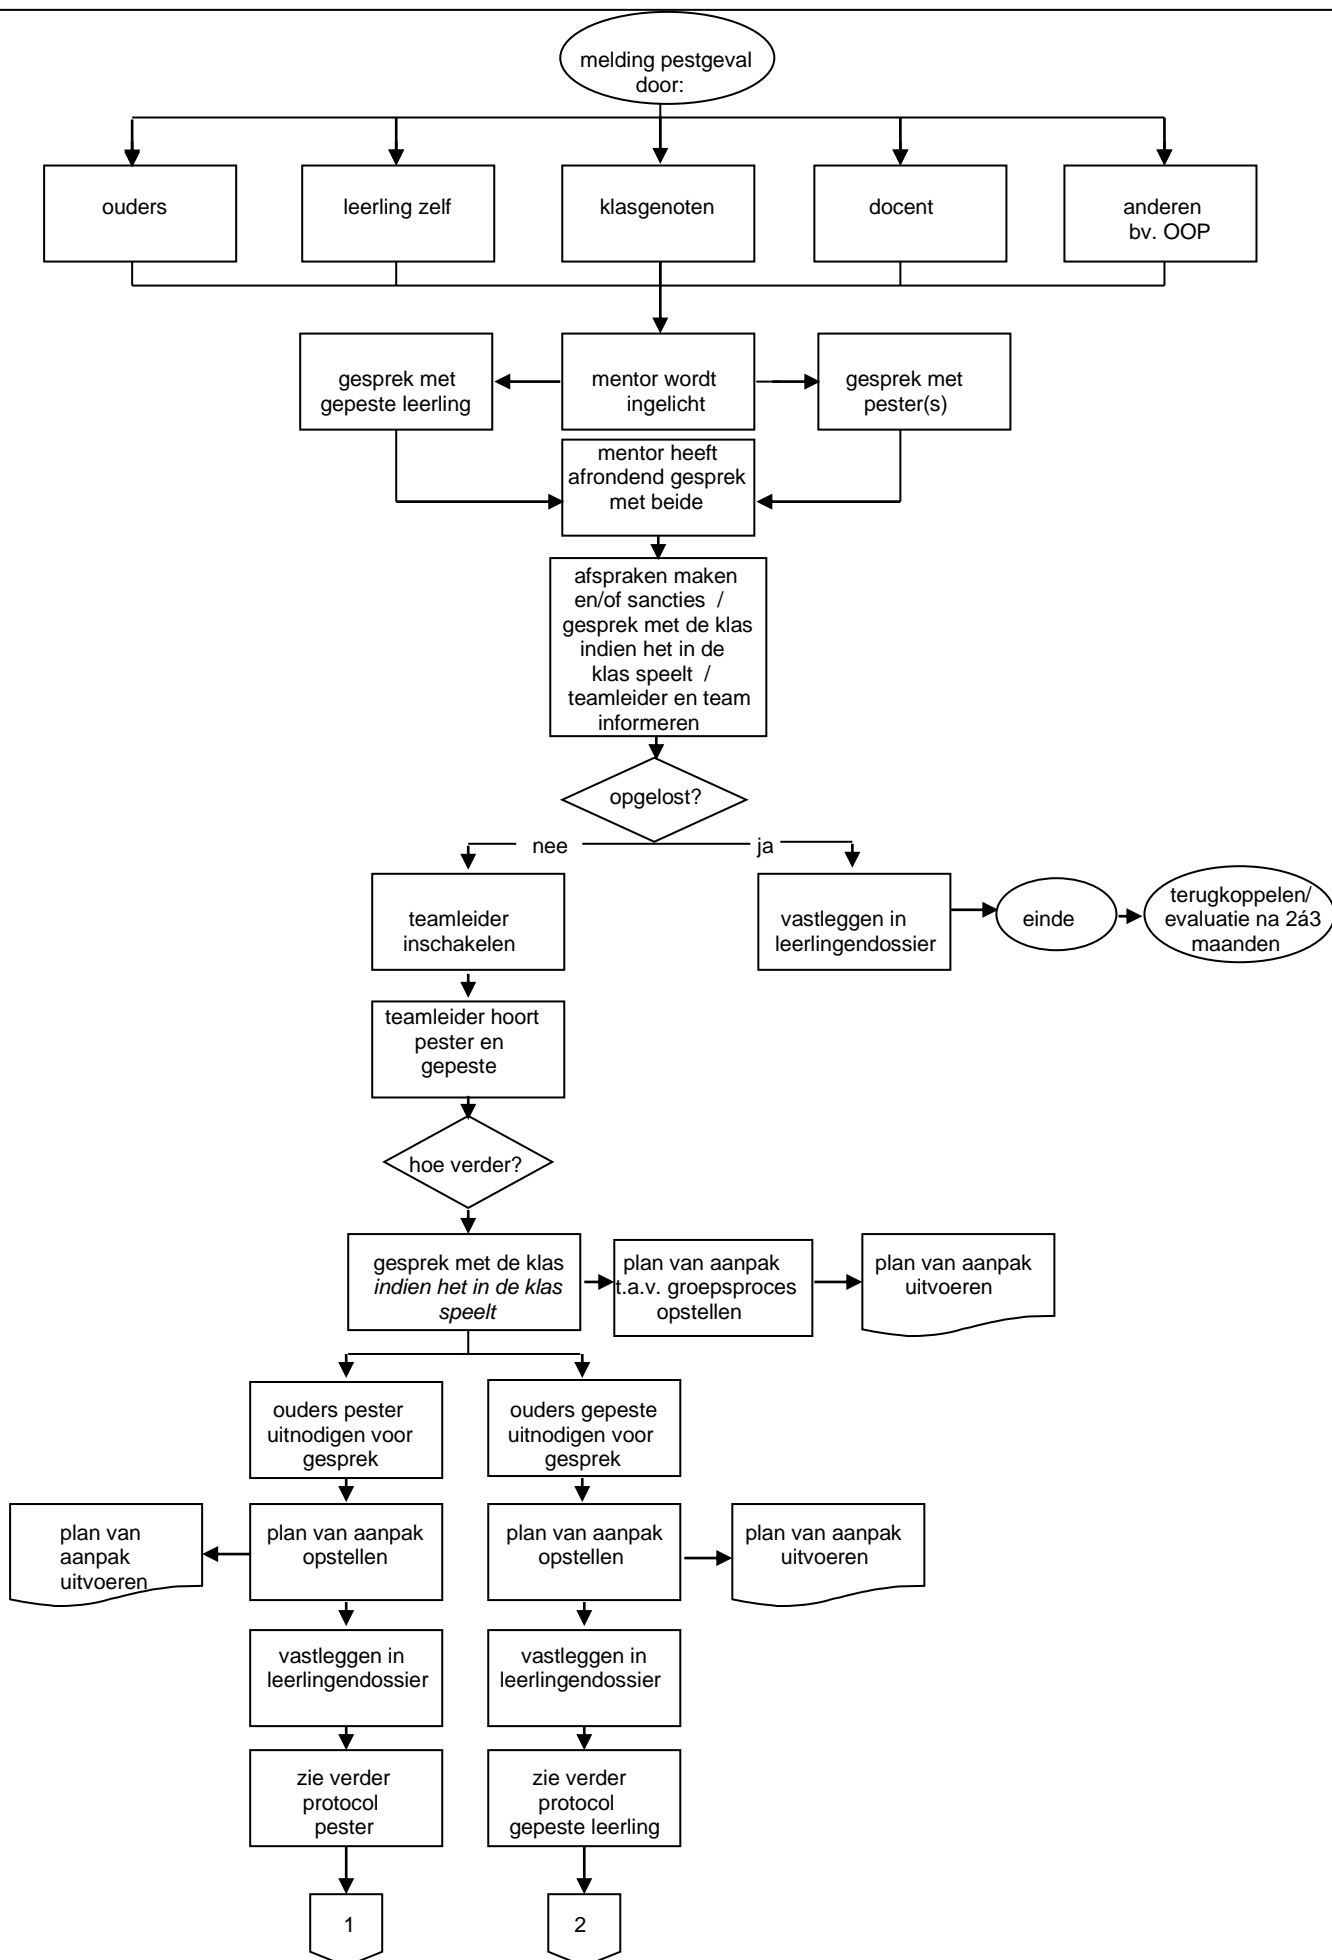 melding pestgeval
door:
ouders
leerling zelf
klasgenoten
docent
anderen
bv. OOP
gesprek met
gepeste leerling
mentor wordt
ingelicht
gesprek met
pester(s)
mentor heeft
afrondend gesprek
met beide
afspraken maken
en/of sancties /
gesprek met de klas
indien het in de
klas speelt /
teamleider en team
informeren
opgelost?
nee
ja
teamleider
inschakelen
vastleggen in
leerlingendossier
einde
terugkoppelen/
evaluatie na 2á3
maanden
teamleider hoort
pester en
gepeste
hoe verder?
gesprek met de klas
indien het in de klas
speelt
plan van aanpak
t.a.v. groepsproces
opstellen
plan van aanpak
uitvoeren
ouders pester
uitnodigen voor
gesprek
ouders gepeste
uitnodigen voor
gesprek
plan van
aanpak
uitvoeren
plan van aanpak
opstellen
plan van aanpak
opstellen
plan van aanpak
uitvoeren
vastleggen in
leerlingendossier
vastleggen in
leerlingendossier
zie verder
protocol
pester
zie verder
protocol
gepeste leerling
1
2